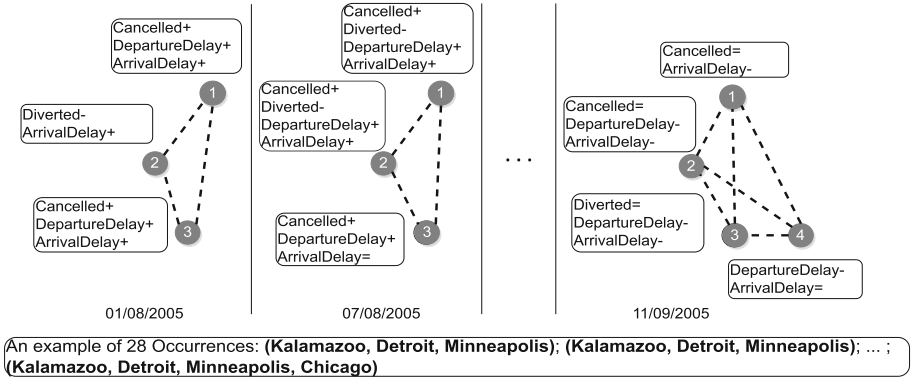 Cancelled+
DepartureDelay+
ArrivalDelay+
1
Diverted-
ArrivalDelay+
2
Cancelled+
DepartureDelay+
ArrivalDelay+
3
01/08/2005
Cancelled+
Diverted-
DepartureDelay+
ArrivalDelay+
1
Cancelled+
Diverted-
DepartureDelay+
ArrivalDelay+
2
Cancelled+
DepartureDelay+
ArrivalDelay=
3
07/08/2005
...
Cancelled=
ArrivalDelay-
1
Cancelled=
DepartureDelay-
ArrivalDelay-
2
Diverted=
DepartureDelay-
ArrivalDelay-
3
4
DepartureDelay-
ArrivalDelay=
11/09/2005
An example of 28 Occurrences: (Kalamazoo, Detroit, Minneapolis); (Kalamazoo, Detroit, Minneapolis); ... ;
(Kalamazoo, Detroit, Minneapolis, Chicago)